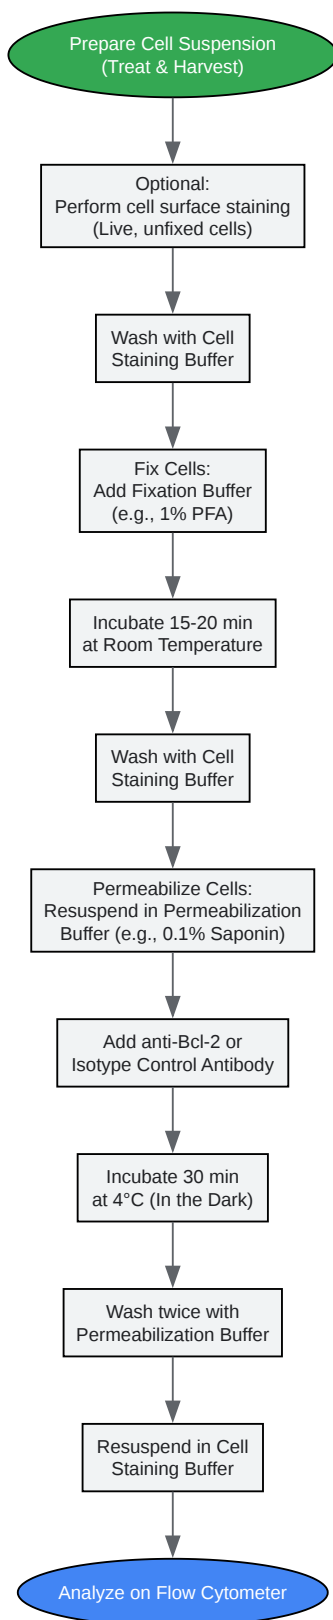 Prepare Cell Suspension
(Treat & Harvest)
Optional:
Perform cell surface staining
(Live, unfixed cells)
Wash with Cell
Staining Buffer
Fix Cells:
Add Fixation Buffer
(e.g., 1% PFA)
Incubate 15-20 min
at Room Temperature
Wash with Cell
Staining Buffer
Permeabilize Cells:
Resuspend in Permeabilization
Buffer (e.g., 0.1% Saponin)
Add anti-Bcl-2 or
Isotype Control Antibody
Incubate 30 min
at 4°C (In the Dark)
Wash twice with
Permeabilization Buffer
Resuspend in Cell
Staining Buffer
Analyze on Flow Cytometer